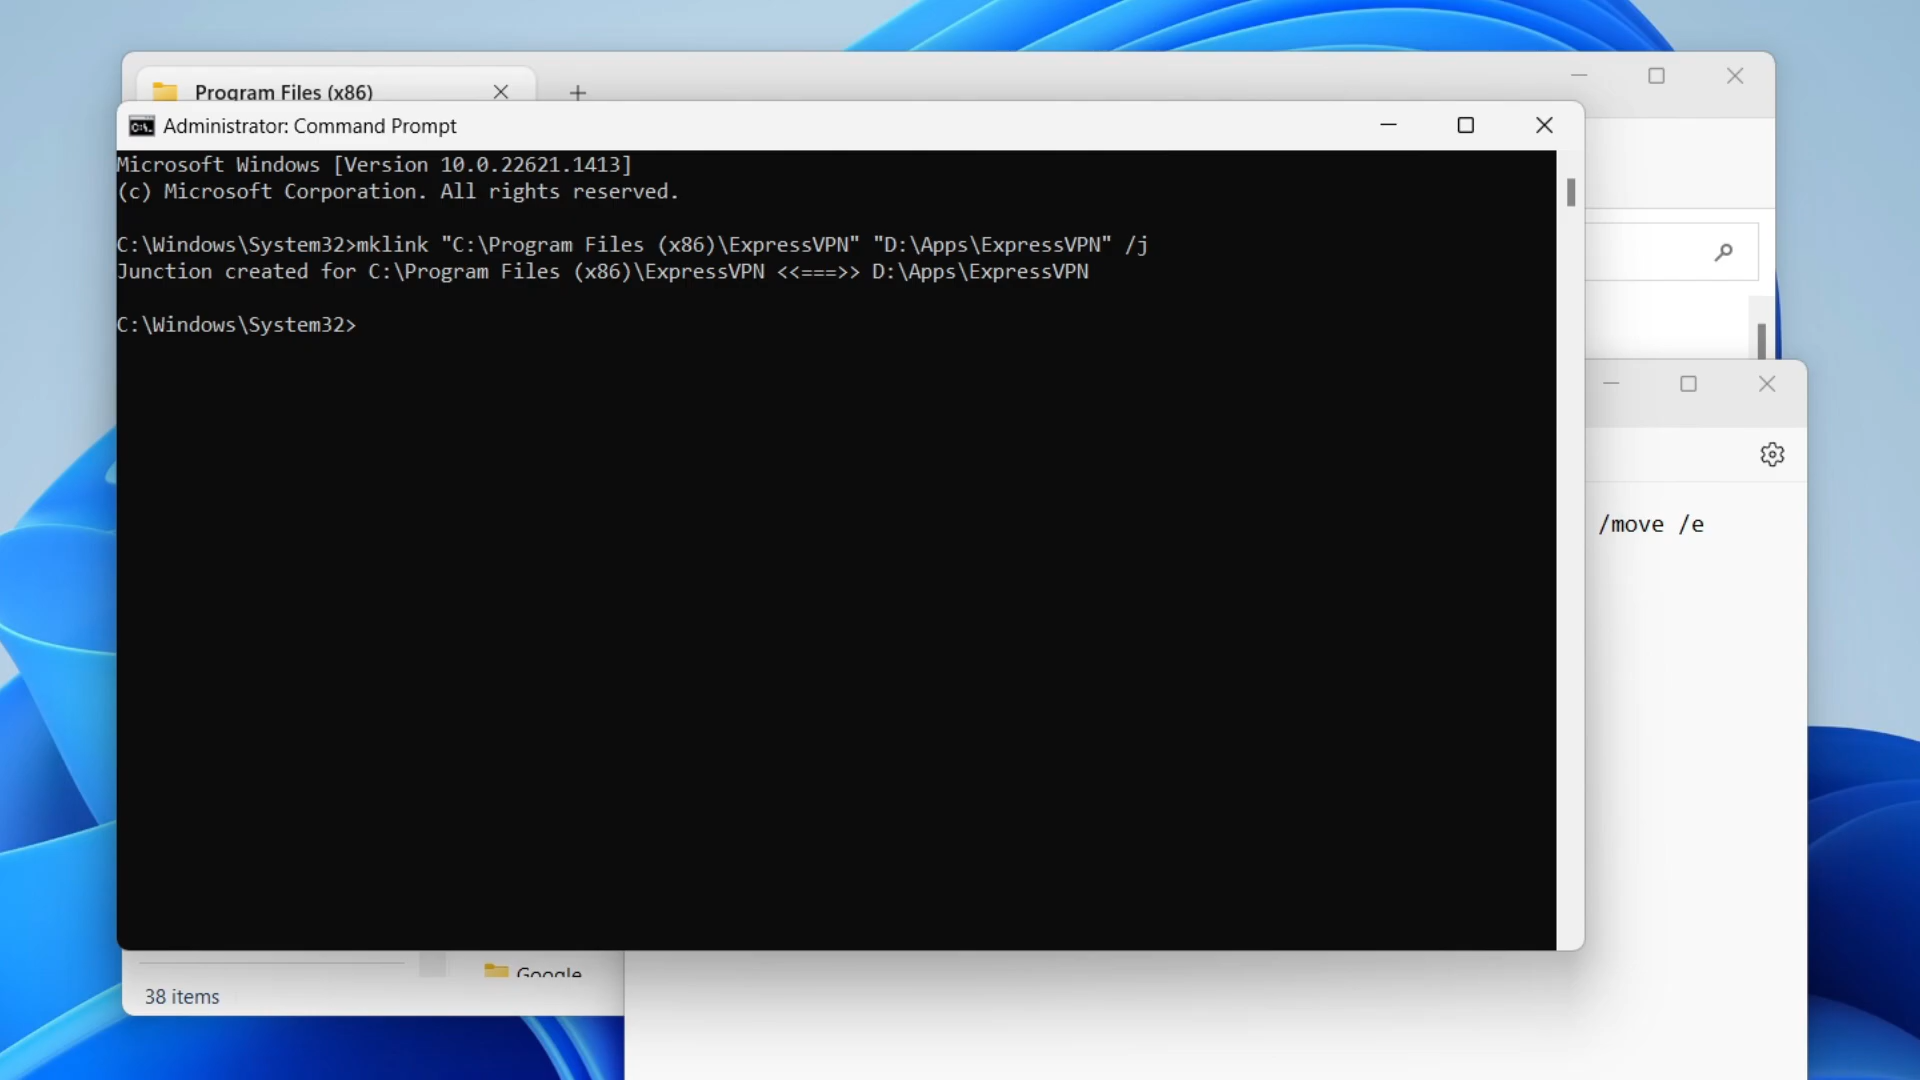 Program Files (x86)
Administrator: Command Prompt
Microsoft Windows [Version 10.0.22621.1413]
(c) Microsoft Corporation. All rights reserved.
C:\Windows\System32>mklink "C:\Program Files (x86)\ExpressVPN" "D:\Apps\ExpressVPN" /j
Junction created for C:\Program Files (x86)\ExpressVPN <<===>> D:\Apps\ExpressVPN
C:\Windows\System32>
/move /e
Google
38 items